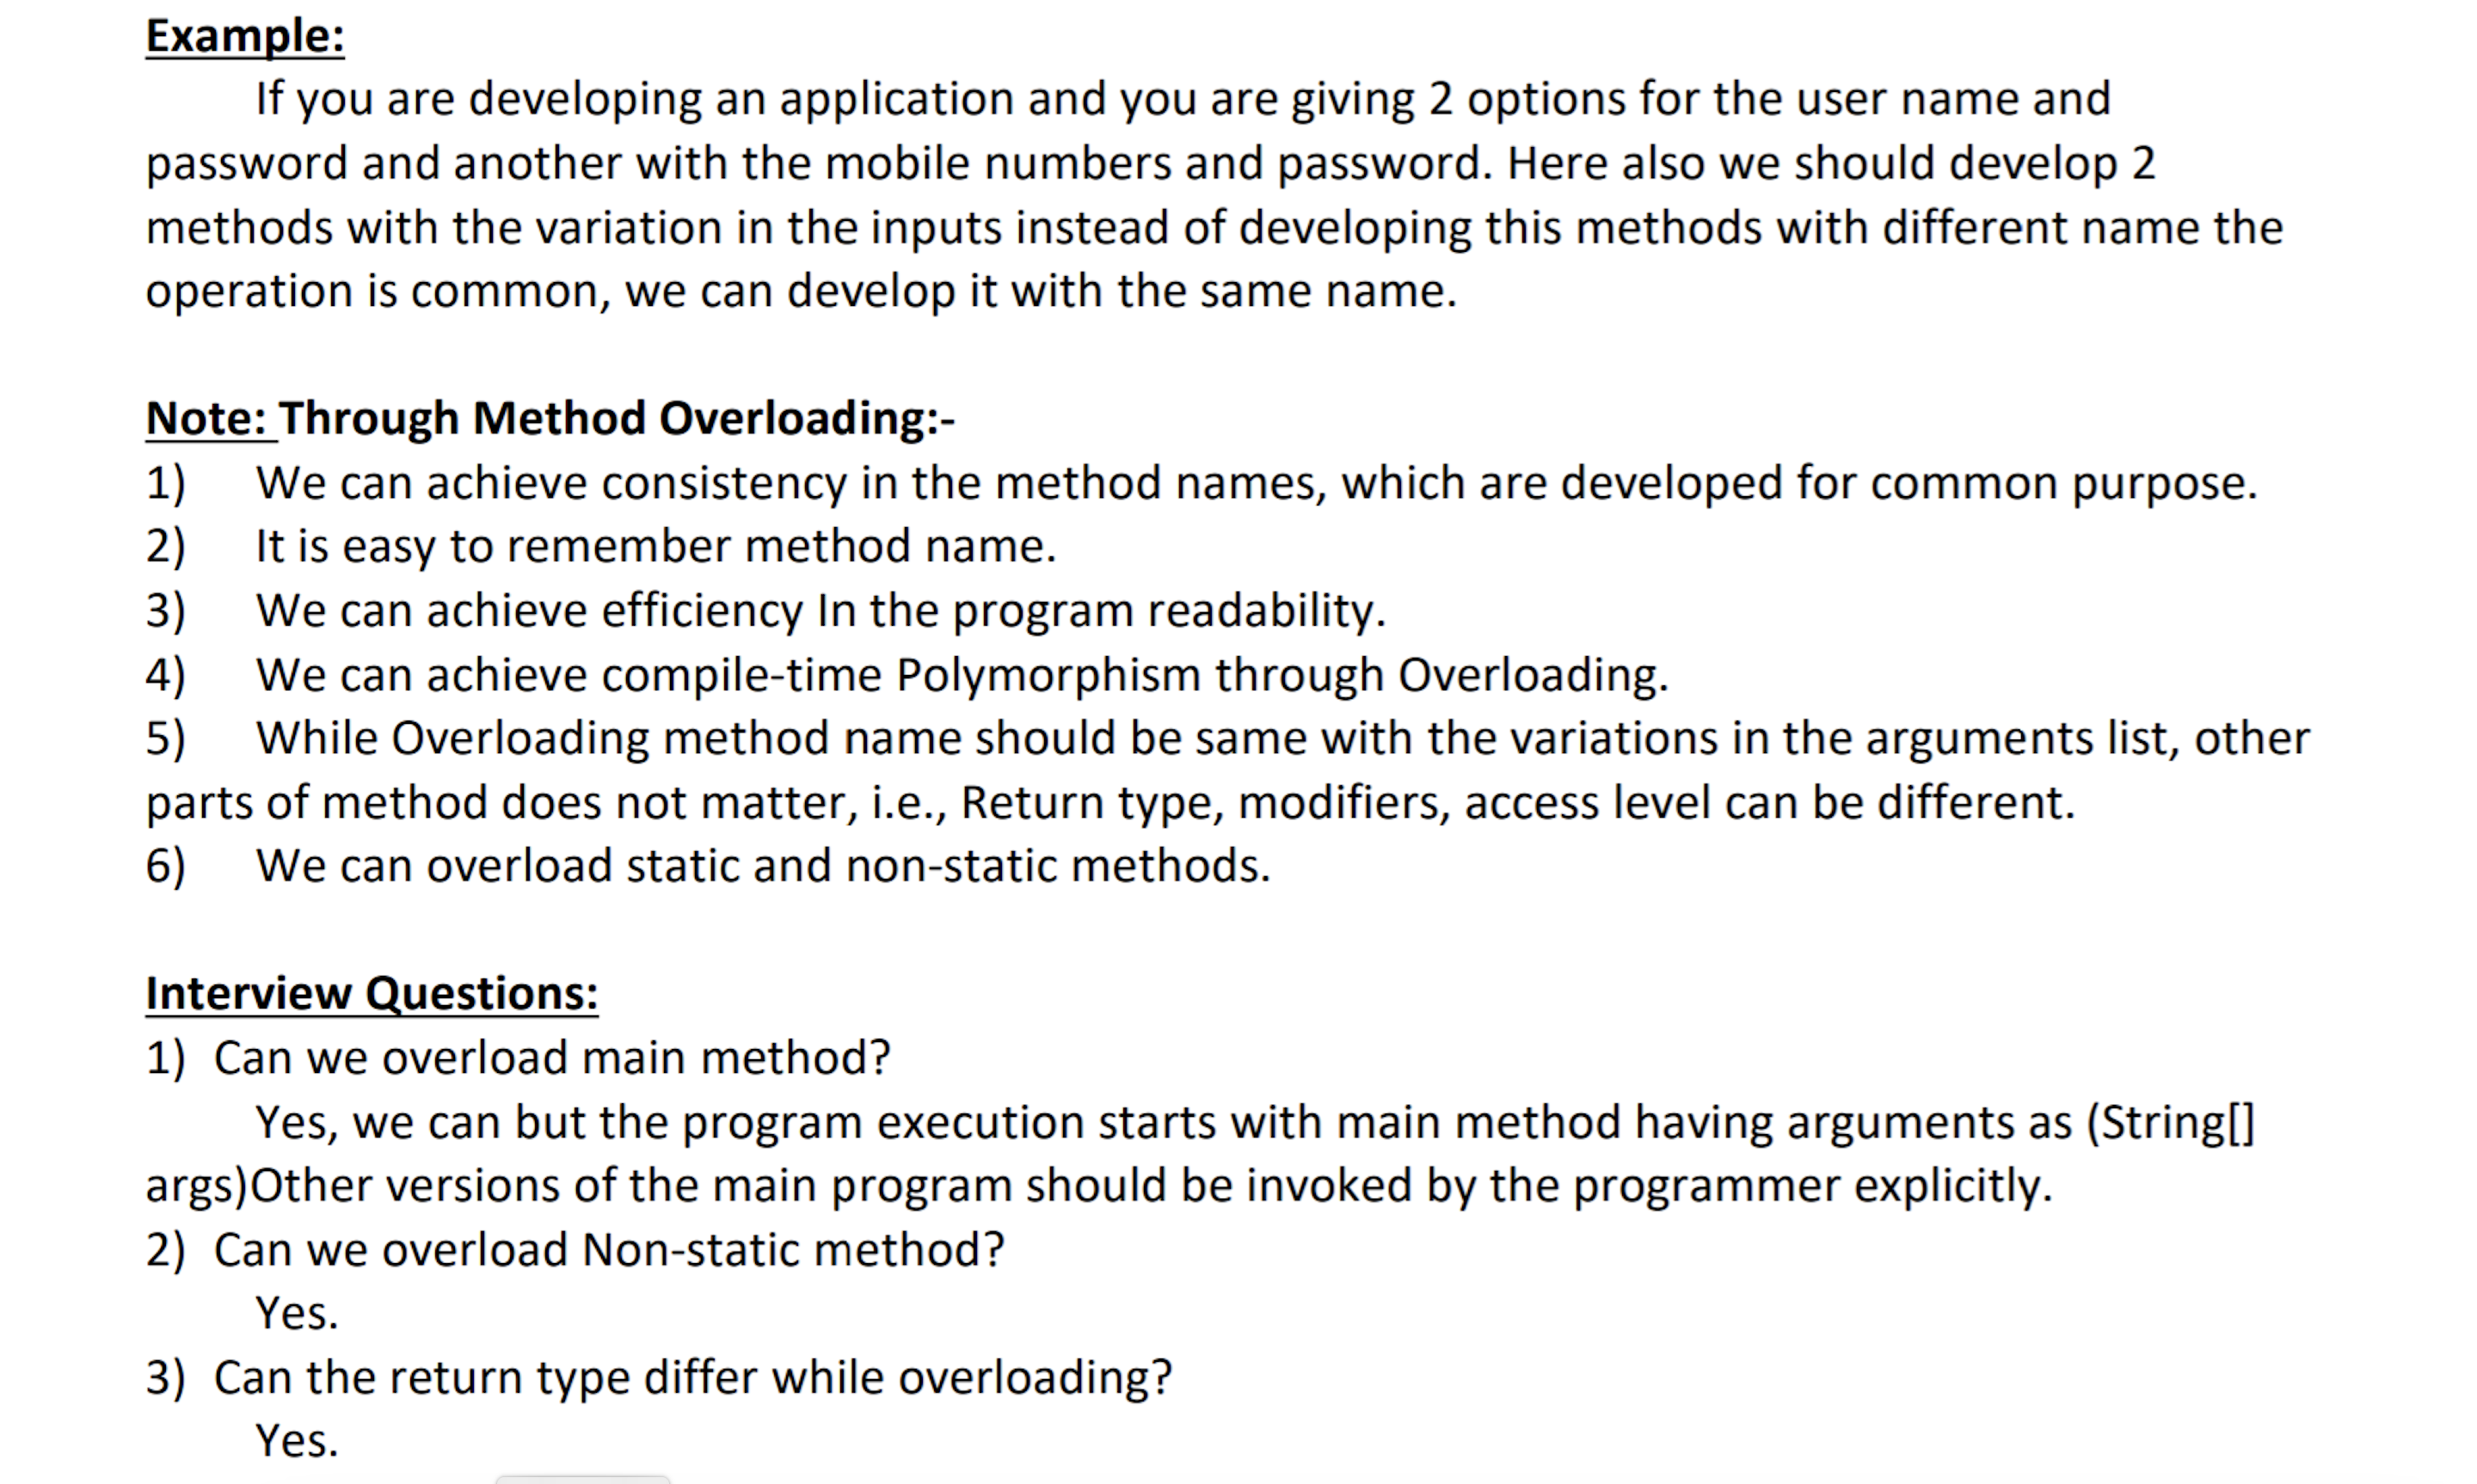 Example:
If you are developing an application and you are giving 2 options for the user name and
password and another with the mobile numbers and password. Here also we should develop 2
methods with the variation in the inputs instead of developing this methods with different name the
operation is common, we can develop it with the same name.
Note: Through Method Overloading:-
1) We can achieve consistency in the method names, which are developed for common purpose.
2) It is easy to remember method name.
3) We can achieve efficiency In the program readability.
4) We can achieve compile-time Polymorphism through Overloading.
5) While Overloading method name should be same with the variations in the arguments list, other
parts of method does not matter, i.e., Return type, modifiers, access level can be different.
6) We can overload static and non-static methods.
Interview Questions:
1) Can we overload main method?
Yes, we can but the program execution starts with main method having arguments as (String[]
args)Other versions of the main program should be invoked by the programmer explicitly.
2) Can we overload Non-static method?
Yes.
3) Can the return type differ while overloading?
Yes.